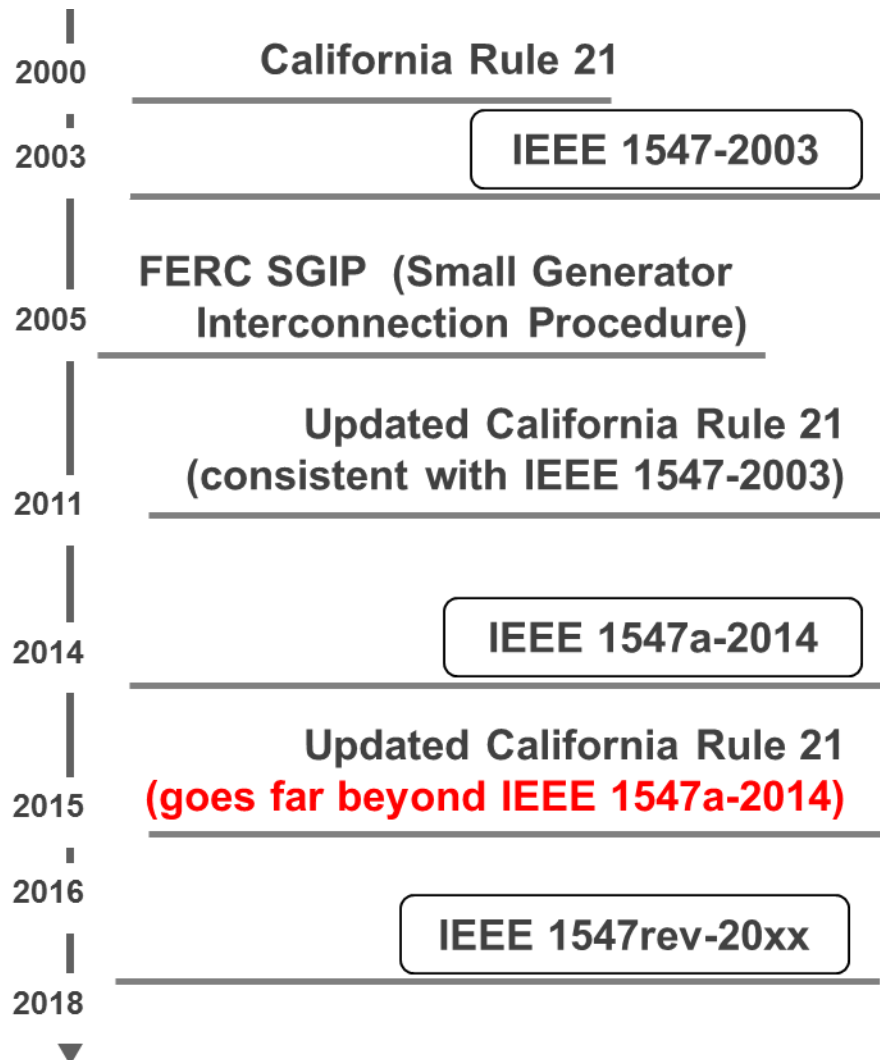 2000
California Rule 21
2003
IEEE 1547-2003
FERC SGIP (Small Generator
Interconnection Procedure)
2005
Updated California Rule 21
(consistent with IEEE 1547-2003)
2011
IEEE 1547a-2014
2014
Updated California Rule 21
(goes far beyond IEEE 1547a-2014)
2015
2016
IEEE 1547rev-20xx
2018